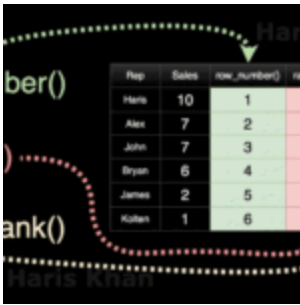 Har
Rep Sales row_number()
ber()
Haris 10 1
Alex 7 2
John 7 3
)
Bryan 6 4
James 2 5
ank()
Kolten 1 6
Haris Khan